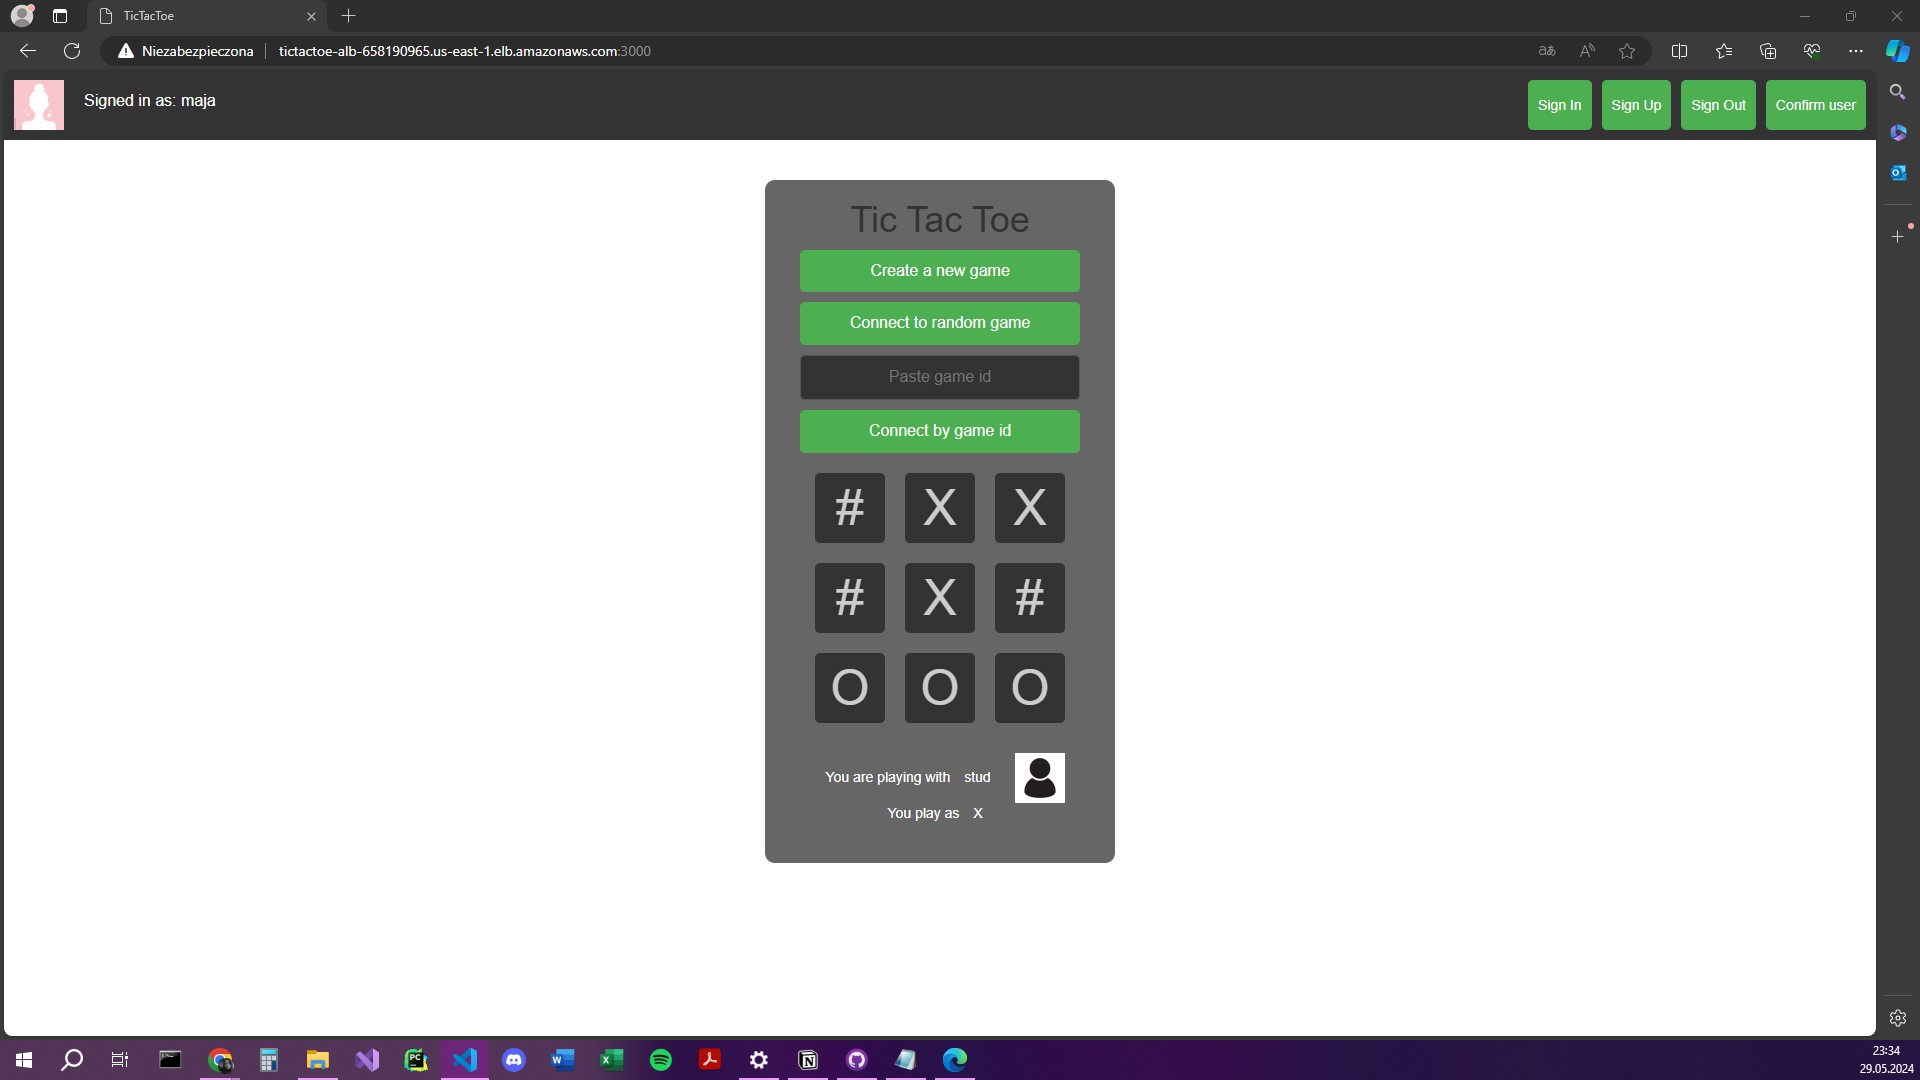 TicTacToe
Niezabezpieczona tictactoe-alb-658190965.us-east-1.elb.amazonaws.com:3000
Signed in as: maja
Sign In Sign Up Sign Out Confirm user
Tic Tac Toe
Create a new game
Connect to random game
Paste game id
Connect by game id
# X X
# X #
O O O
You are playing with stud
You play as X
23:34
29.05.2024